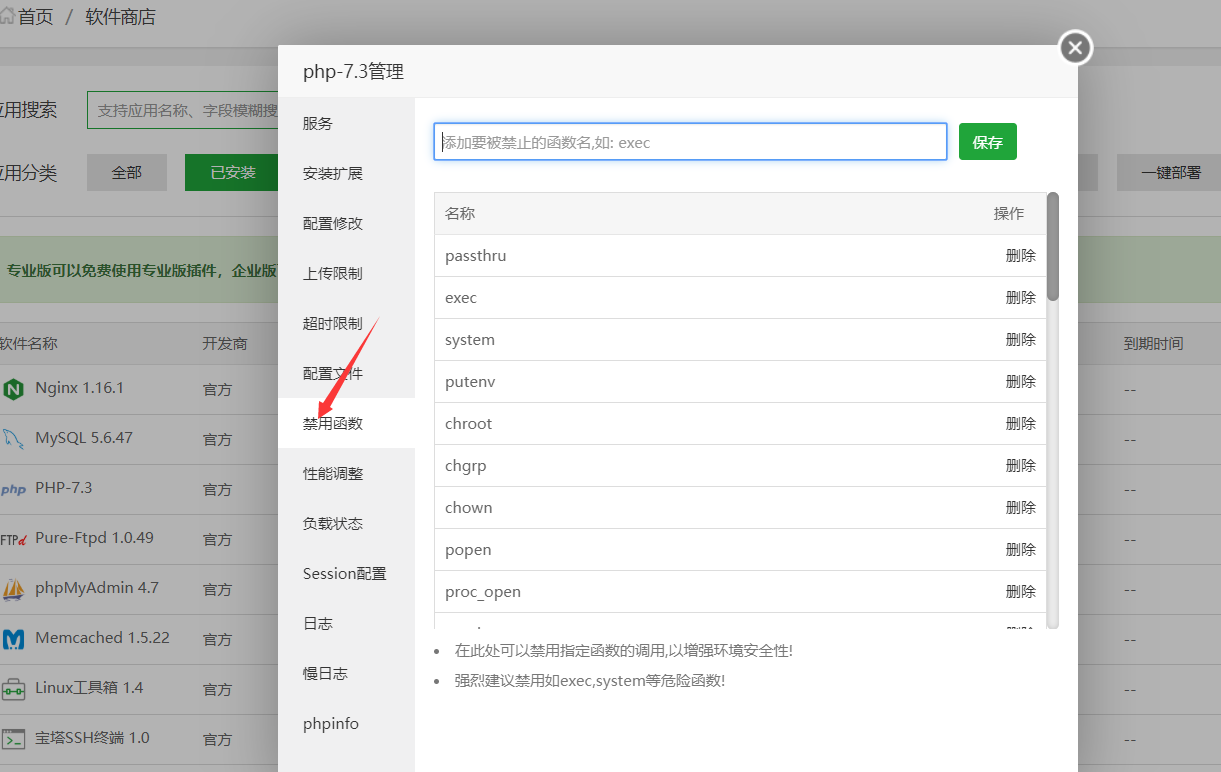 首页 / 软件商店
php-7.3管理
应用搜索
支持应用名称、字段模糊搜
应用分类
全部
已安装
一键部署
专业版可以免费使用专业版插件，企业版
软件名称 开发商 到期时间
Nginx 1.16.1 官方 --
MySQL 5.6.47 官方 --
php PHP-7.3 官方 --
FTPd Pure-Ftpd 1.0.49 官方 --
phpMyAdmin 4.7 官方 --
Memcached 1.5.22 官方 --
Linux工具箱 1.4 官方 --
宝塔SSH终端 1.0 官方 --
服务
安装扩展
配置修改
上传限制
超时限制
配置文件
禁用函数
性能调整
负载状态
Session配置
日志
慢日志
phpinfo
添加要被禁止的函数名,如: exec
保存
名称 操作
passthru 删除
exec 删除
system 删除
putenv 删除
chroot 删除
chgrp 删除
chown 删除
popen 删除
proc_open 删除
在此处可以禁用指定函数的调用,以增强环境安全性!
强烈建议禁用如exec,system等危险函数!